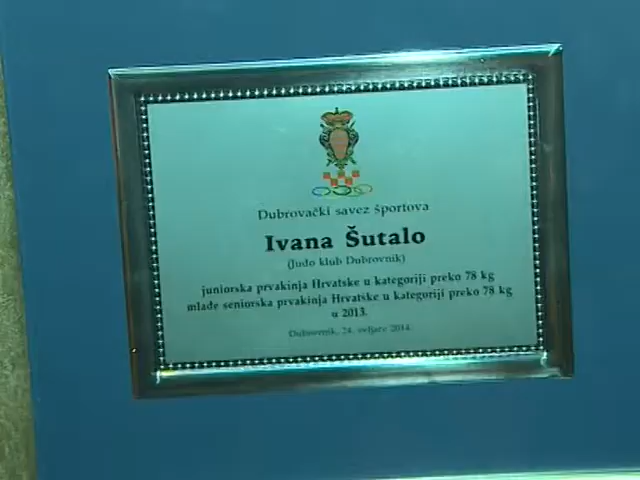 Dubrovački savez športova
Ivana Šutalo
(Judo klub Dubrovnik)
juniorska prvakinja Hrvatske u kategoriji preko 78 kg
mlađe seniorska prvakinja Hrvatske u kategoriji preko 78 kg
u 2013.
Dubrovnik, 24. veljače 2014.